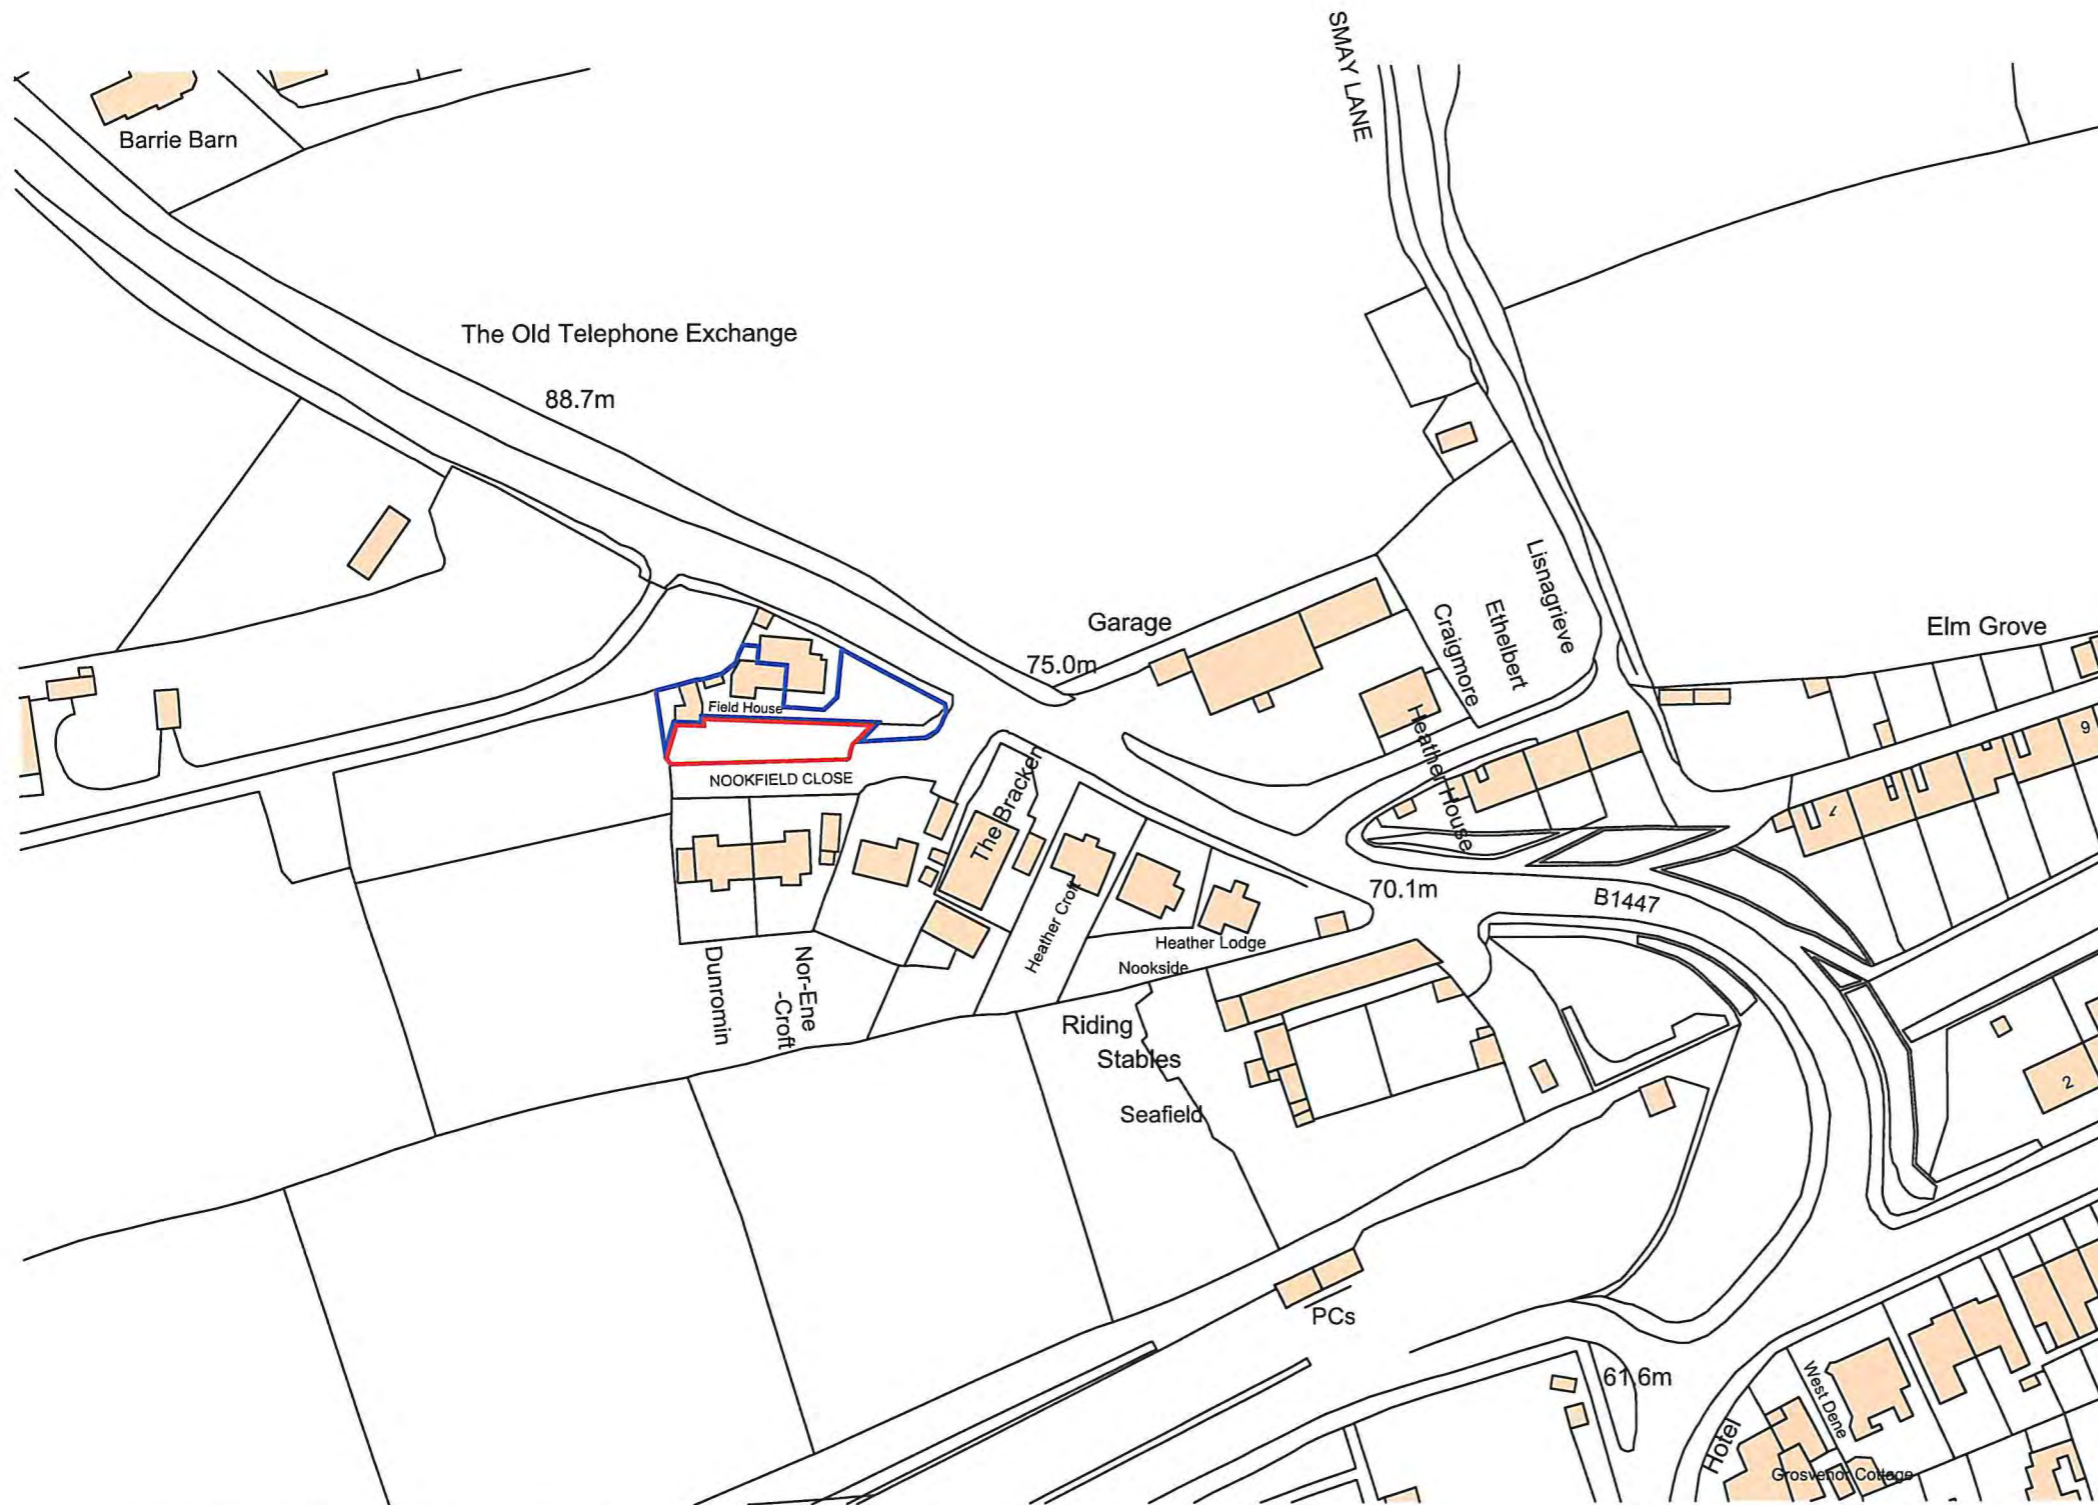 SMAY LANE
Barrie Barn
The Old Telephone Exchange
88.7m
Garage
75.0m
Lisnagrieve
Ethelbert
Craigmore
Elm Grove
Heather House
Field House
NOOKFIELD CLOSE
9
7
The Bracken
70.1m
B1447
Heather Croft
Heather Lodge
Nookside
Dunromin
Nor-Ene
-Croft
Riding
Stables
Seafield
2
PCs
61.6m
West Dene
Hotel
Grosvenor Cottage